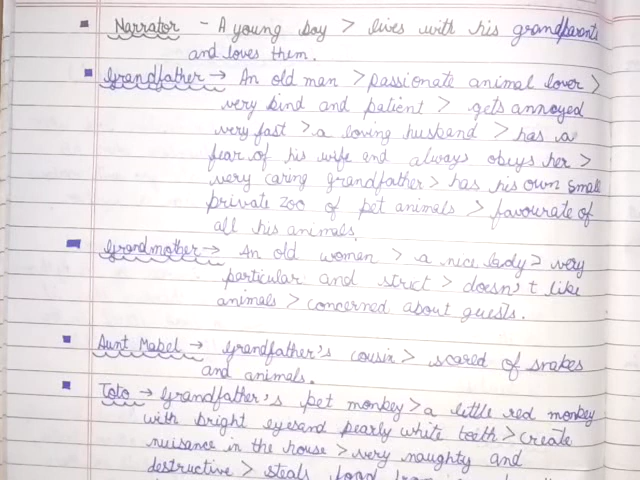 Narrator - A young boy > lives with his grandparents
and loves them.
Grandfather → An old man > passionate animal lover >
very kind and patient > gets annoyed
very fast > a loving husband > has a
fear of his wife and always obeys her >
very caring grandfather > has his own small
private zoo of pet animals > favourate of
all his animals.
Grandmother → An old women > a nice lady > very
particular and strict > doesn't like
animals > concerned about guests.
Aunt Mabel → Grandfather's cousin > scared of snakes
and animals.
Toto → Grandfather's pet monkey > a little red monkey
with bright eyes and pearly white teeth > create
nuisance in the house > very naughty and
destructive > steals food